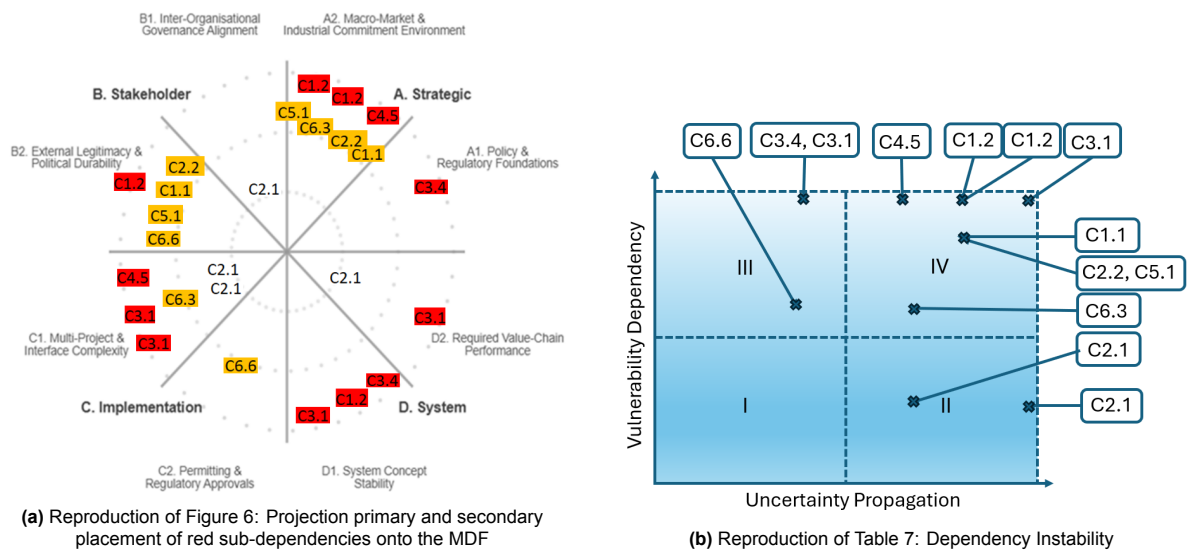 B1. Inter-Organisational
Governance Alignment
A2. Macro-Market &
Industrial Commitment Environment
B. Stakeholder
A. Strategic
C1.2
C1.2
C4.5
C5.1
C6.3
C2.2
C1.1
B2. External Legitimacy &
Political Durability
A1. Policy &
Regulatory Foundations
C2.2
C1.2
C1.1
C5.1
C6.6
C2.1
C3.4
C4.5
C2.1
C2.1
C6.3
C3.1
C3.1
C2.1
C3.1
C1. Multi-Project &
Interface Complexity
D2. Required Value-Chain
Performance
C6.6
C3.4
C1.2
C3.1
C. Implementation
D. System
C2. Permitting &
Regulatory Approvals
D1. System Concept
Stability
(a) Reproduction of Figure 6: Projection primary and secondary
placement of red sub-dependencies onto the MDF
C6.6
C3.4, C3.1
C4.5
C1.2
C1.2
C3.1
C1.1
C2.2, C5.1
C6.3
C2.1
C2.1
III
IV
I
II
Vulnerability Dependency
Uncertainty Propagation
(b) Reproduction of Table 7: Dependency Instability